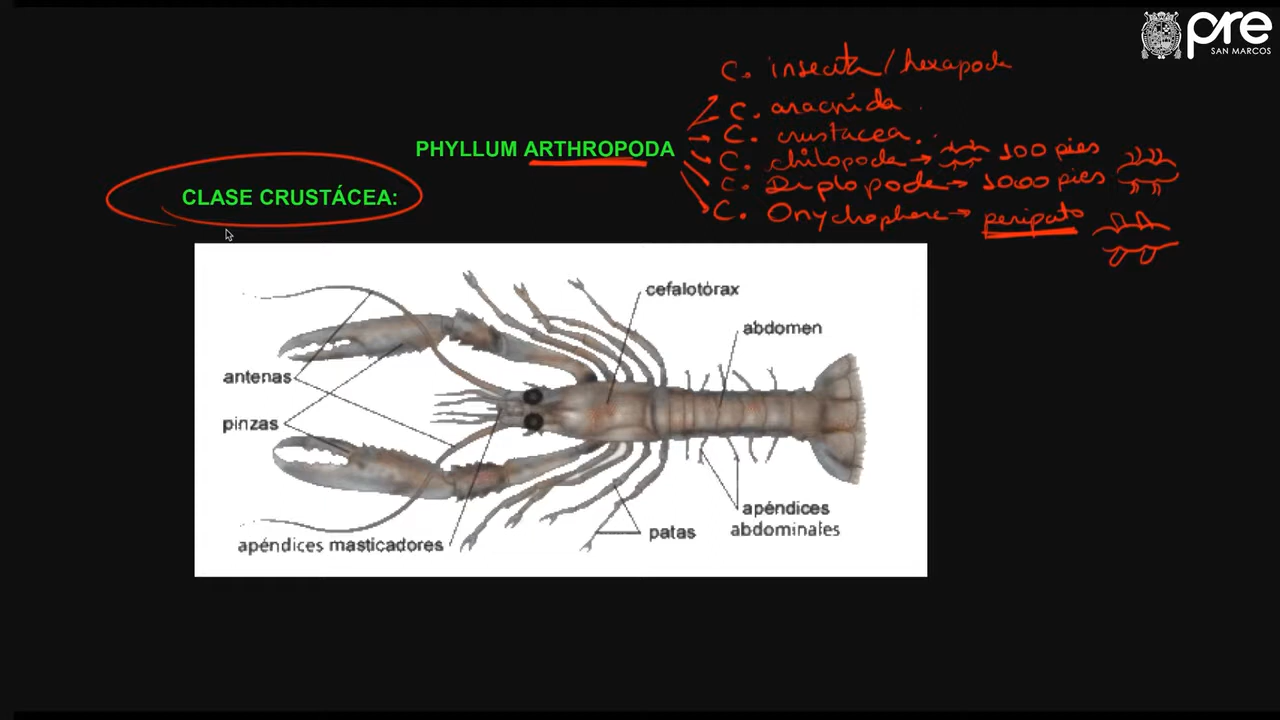 pre
SAN MARCOS
C. insecta/hexapoda
C. aracnida
C. crustacea
C. chilopoda → 100 pies
C. Diplopoda → 1000 pies
C. Onychophera → peripato
PHYLLUM ARTHROPODA
CLASE CRUSTÁCEA:
cefalotórax
abdomen
antenas
pinzas
apéndices
abdominales
patas
apéndices masticadores